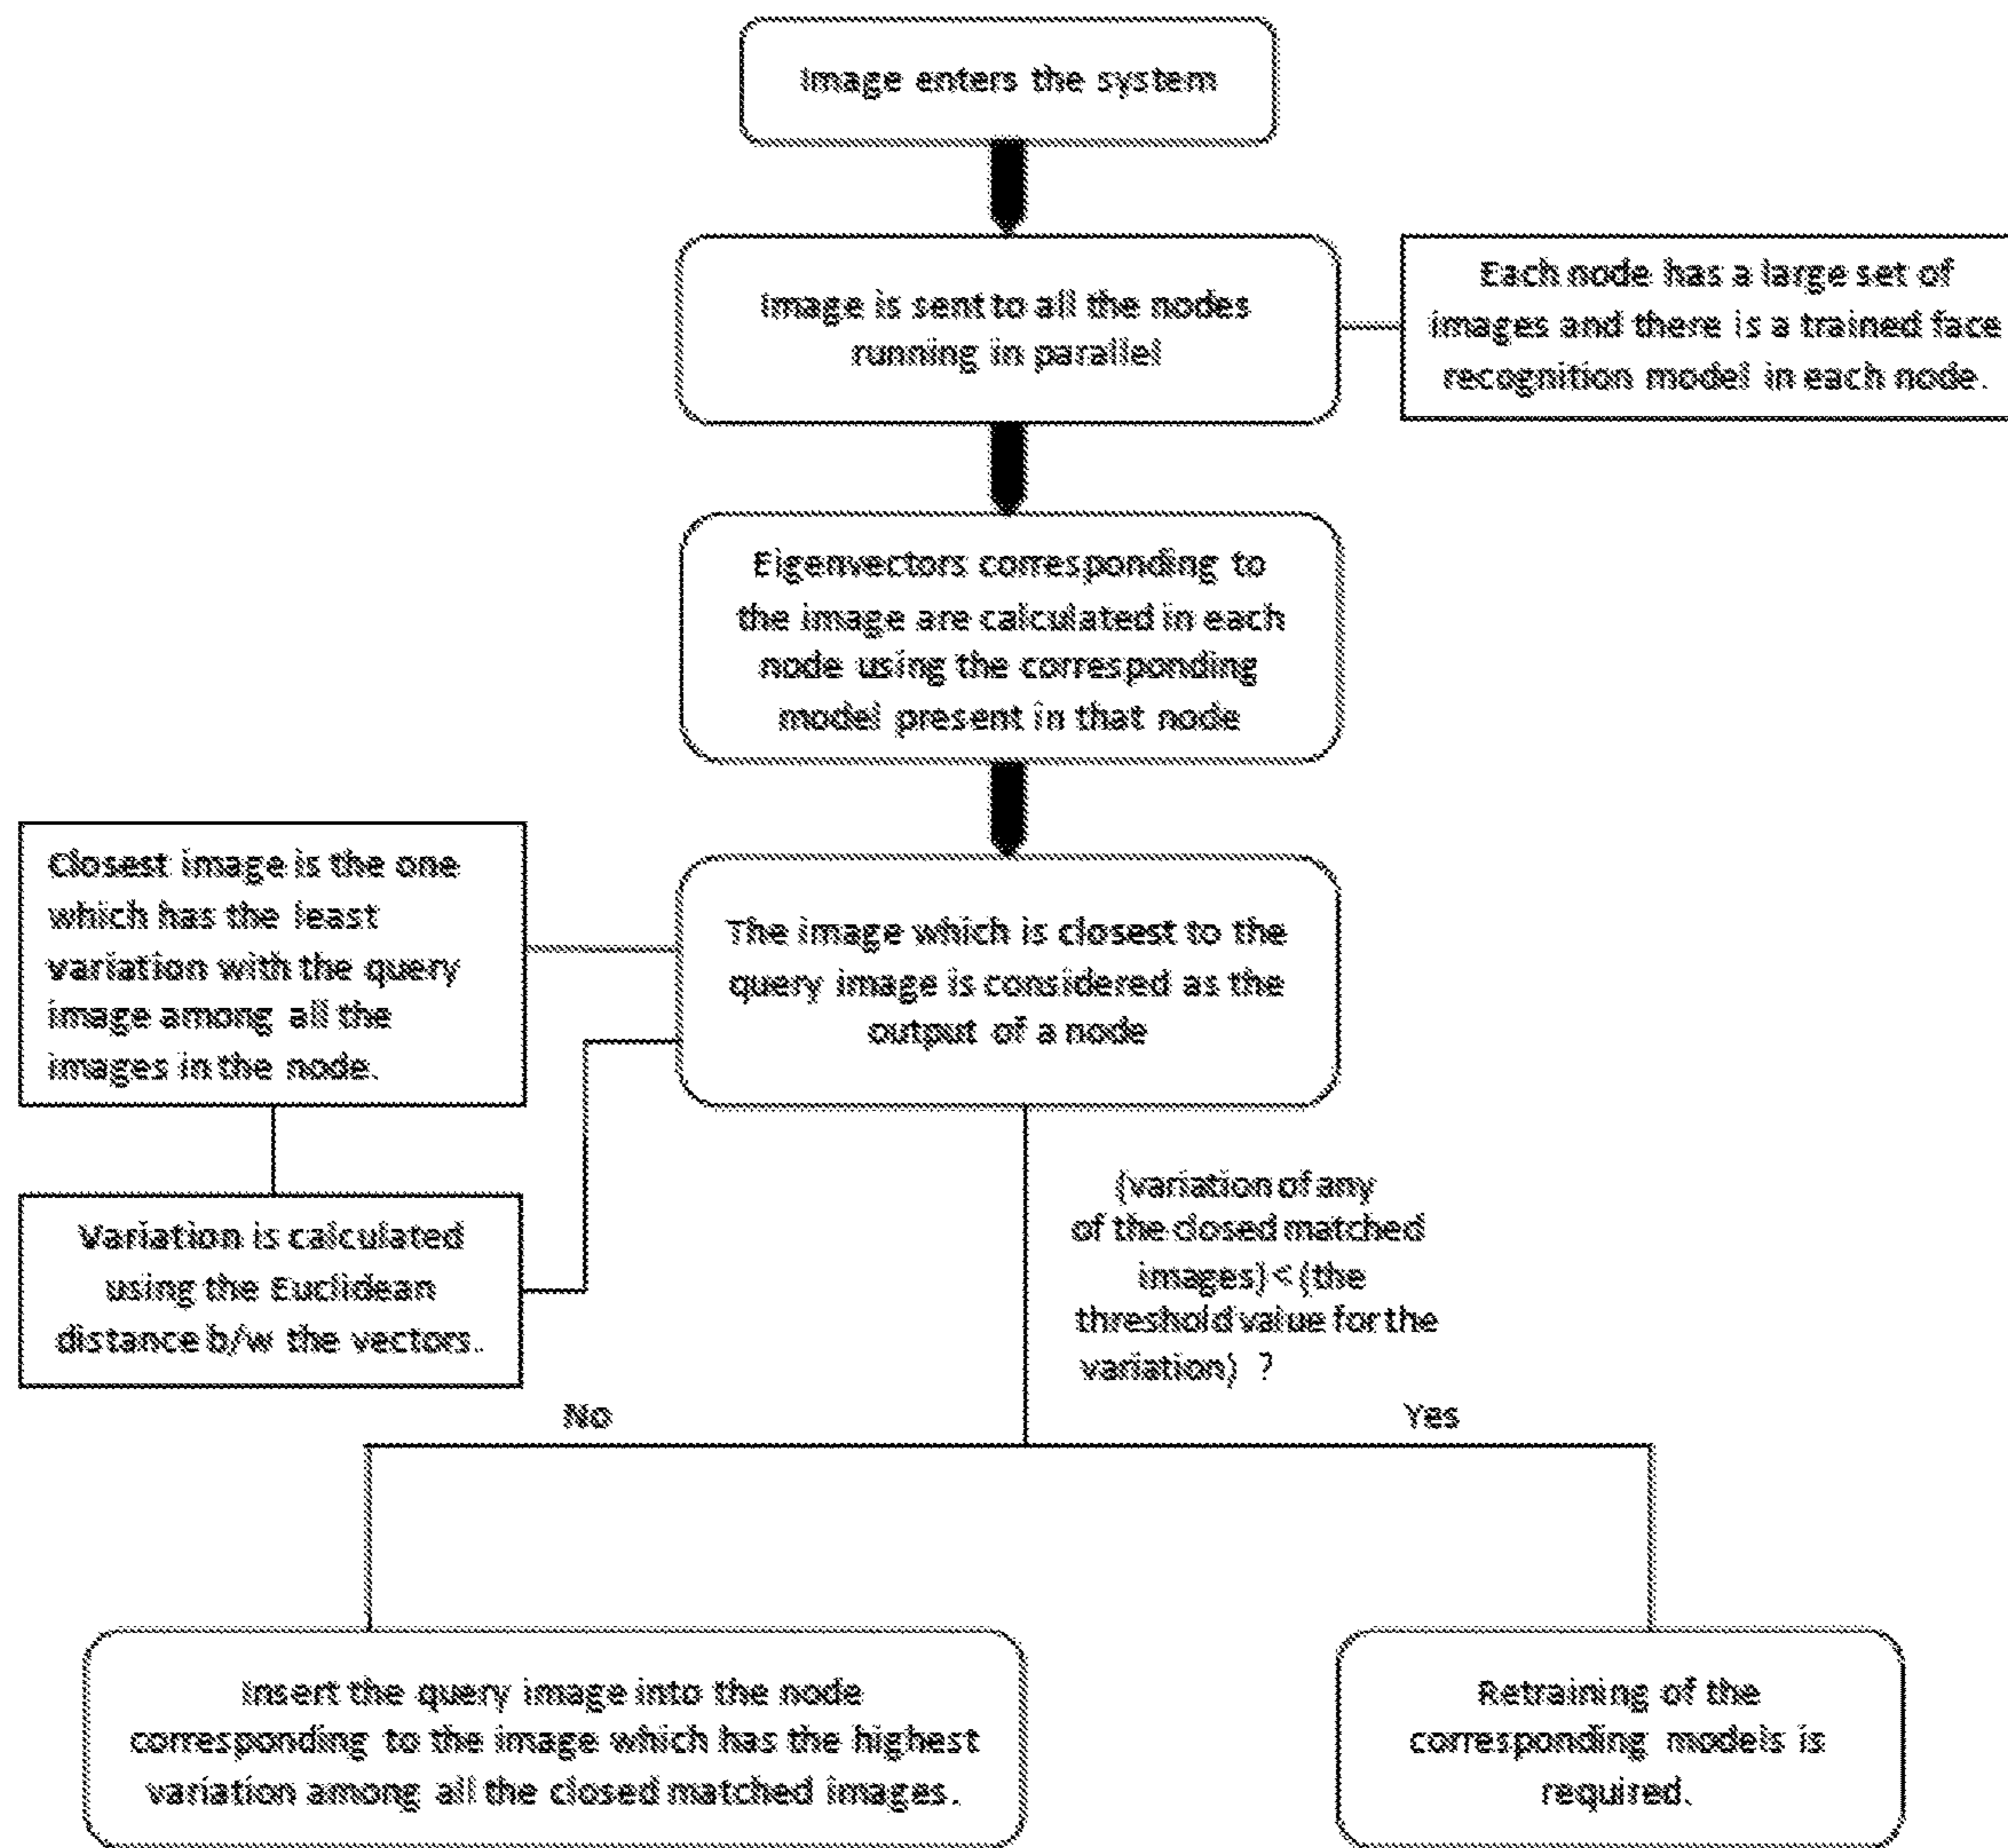 Image enters the system
Image is sent to all the nodes
running in parallel
Each node has a large set of
images and there is a trained face
recognition model in each node.
Eigenvectors corresponding to
the image are calculated in each
node using the corresponding
model present in that node
Closest image is the one
which has the least
variation with the query
image among all the
images in the node.
The image which is closest to the
query image is considered as the
output of a node
Variation is calculated
using the Euclidean
distance b/w the vectors.
(variation of any
of the closed matched
images) < (the
threshold value for the
variation) ?
No
Yes
Insert the query image into the node
corresponding to the image which has the highest
variation among all the closed matched images.
Retraining of the
corresponding models is
required.